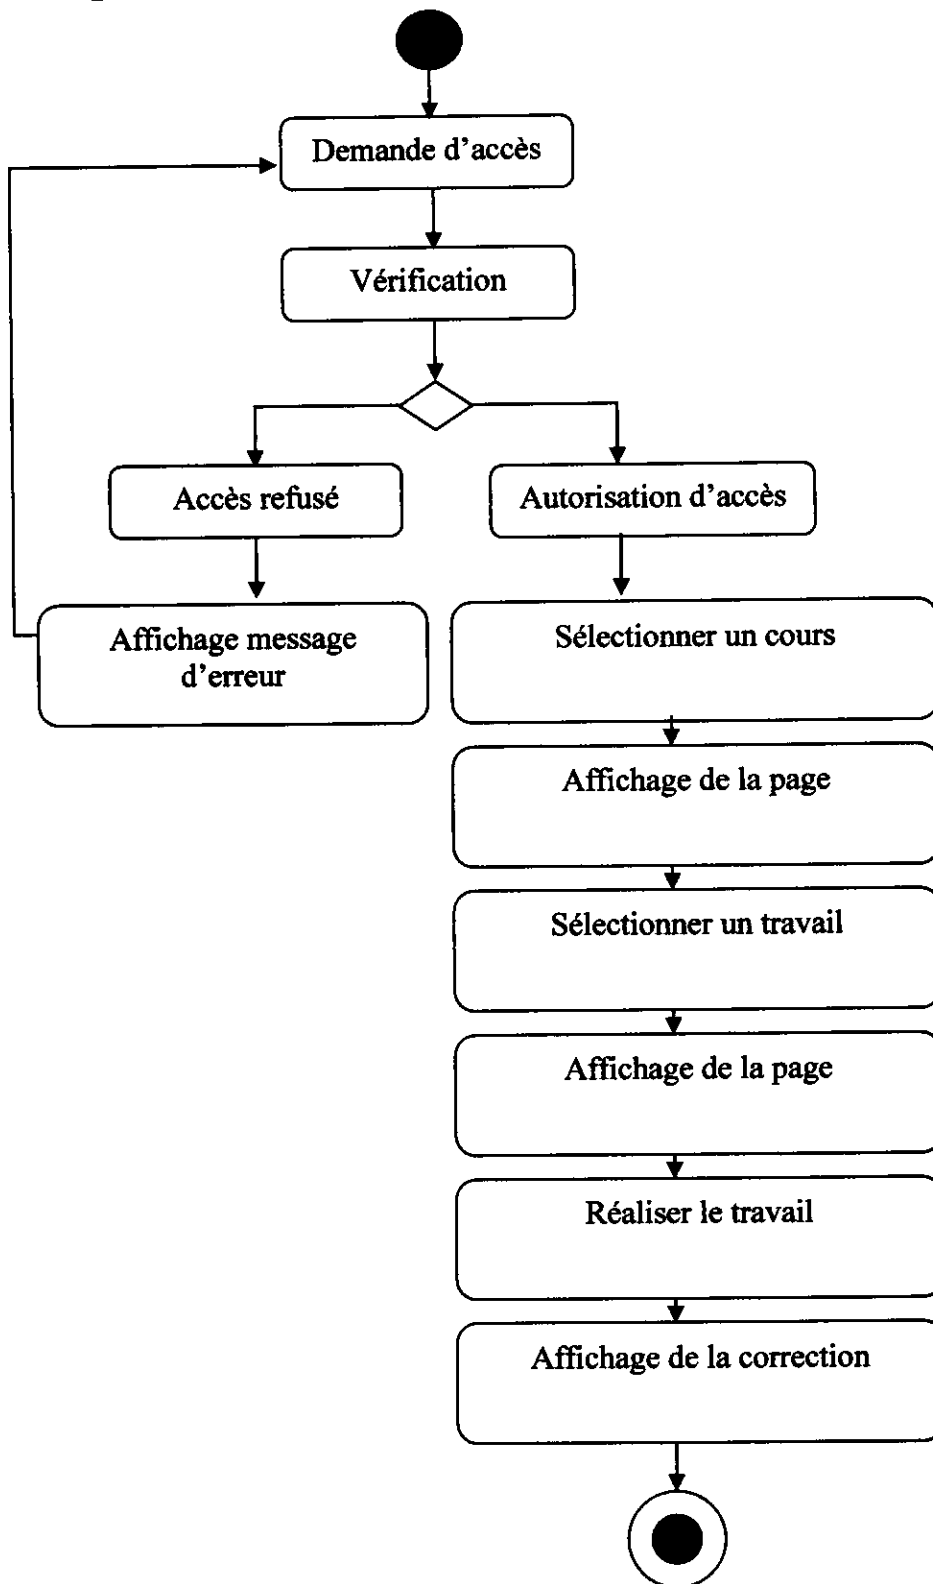 Demande d'accès
Vérification
Accès refusé
Autorisation d'accès
Affichage message
d'erreur
Sélectionner un cours
Affichage de la page
Sélectionner un travail
Affichage de la page
Réaliser le travail
Affichage de la correction